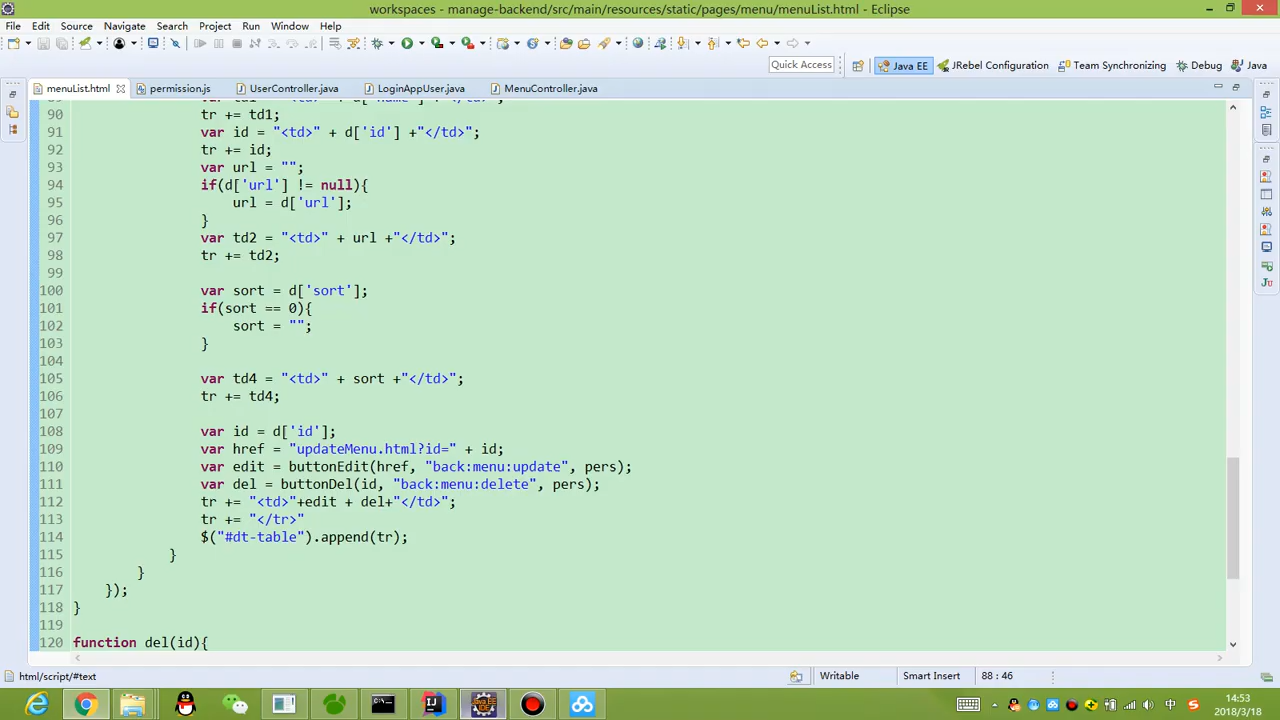 workspaces - manage-backend/src/main/resources/static/pages/menu/menuList.html - Eclipse
File Edit Source Navigate Search Project Run Window Help
Quick Access
Java EE
JRebel Configuration
Team Synchronizing
Debug
Java
menuList.html
permission.js
UserController.java
LoginAppUser.java
MenuController.java
90 tr += td1;
91 var id = "<td>" + d['id'] +"</td>";
92 tr += id;
93 var url = "";
94 if(d['url'] != null){
95 url = d['url'];
96 }
97 var td2 = "<td>" + url +"</td>";
98 tr += td2;
99
100 var sort = d['sort'];
101 if(sort == 0){
102 sort = "";
103 }
104
105 var td4 = "<td>" + sort +"</td>";
106 tr += td4;
107
108 var id = d['id'];
109 var href = "updateMenu.html?id=" + id;
110 var edit = buttonEdit(href, "back:menu:update", pers);
111 var del = buttonDel(id, "back:menu:delete", pers);
112 tr += "<td>"+edit + del+"</td>";
113 tr += "</tr>"
114 $("#dt-table").append(tr);
115 }
116 }
117 });
118 }
119
120 function del(id){
html/script/#text
Writable
Smart Insert
88 : 46
中
14:53
2018/3/18